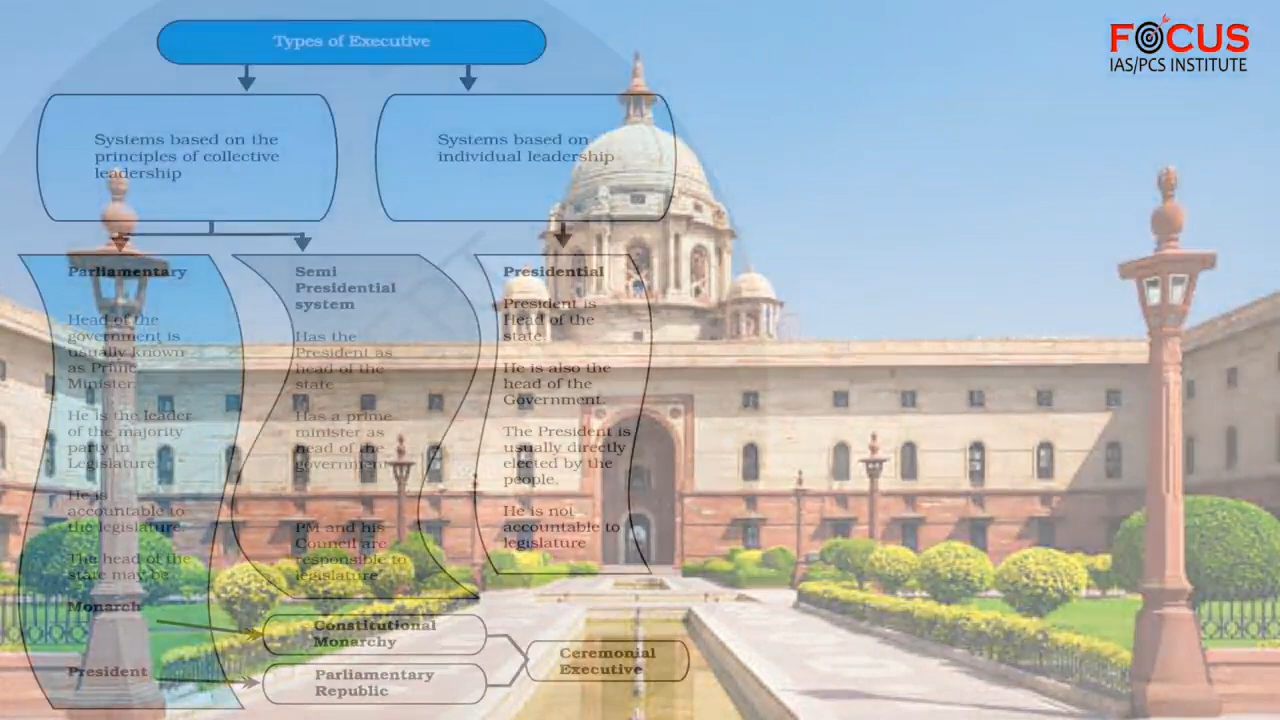 Types of Executive
FOCUS
IAS/PCS INSTITUTE
Systems based on the
principles of collective
leadership
Systems based on
individual leadership
Parliamentary
Head of the
government is
usually known
as Prime
Minister.
He is the leader
of the majority
party in
Legislature.
He is
accountable to
the legislature.
The head of the
state may be
Monarch
President
Semi
Presidential
system
Has the
President as
head of the
state
Has a prime
minister as
head of the
government
PM and his
Council are
responsible to
legislature
Presidential
President is
Head of the
state.
He is also the
head of the
Government.
The President is
usually directly
elected by the
people.
He is not
accountable to
legislature
Constitutional
Monarchy
Parliamentary
Republic
Ceremonial
Executive